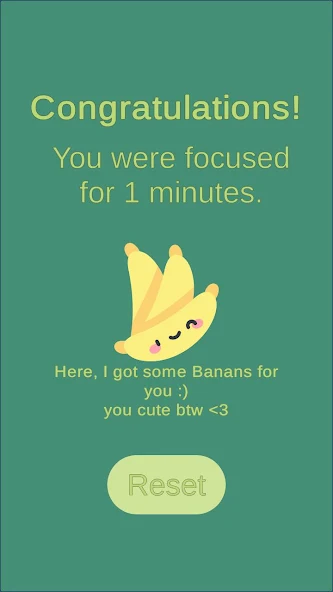 Congratulations!
You were focused
for 1 minutes.
Here, I got some Banans for
you :)
you cute btw <3
Reset